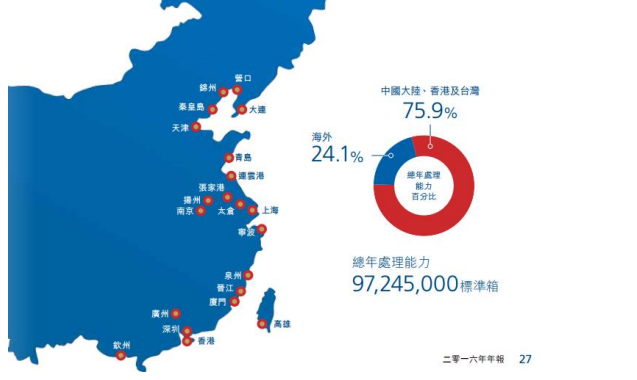 營口
錦州
秦皇島
大連
天津
青島
連雲港
張家港
揚州
南京
太倉
上海
寧波
泉州
晉江
廈門
廣州
深圳
香港
欽州
高雄
中國大陸、香港及台灣
75.9%
海外
24.1%
總年處理
能力
百分比
總年處理能力
97,245,000標準箱
二零一六年年報 27